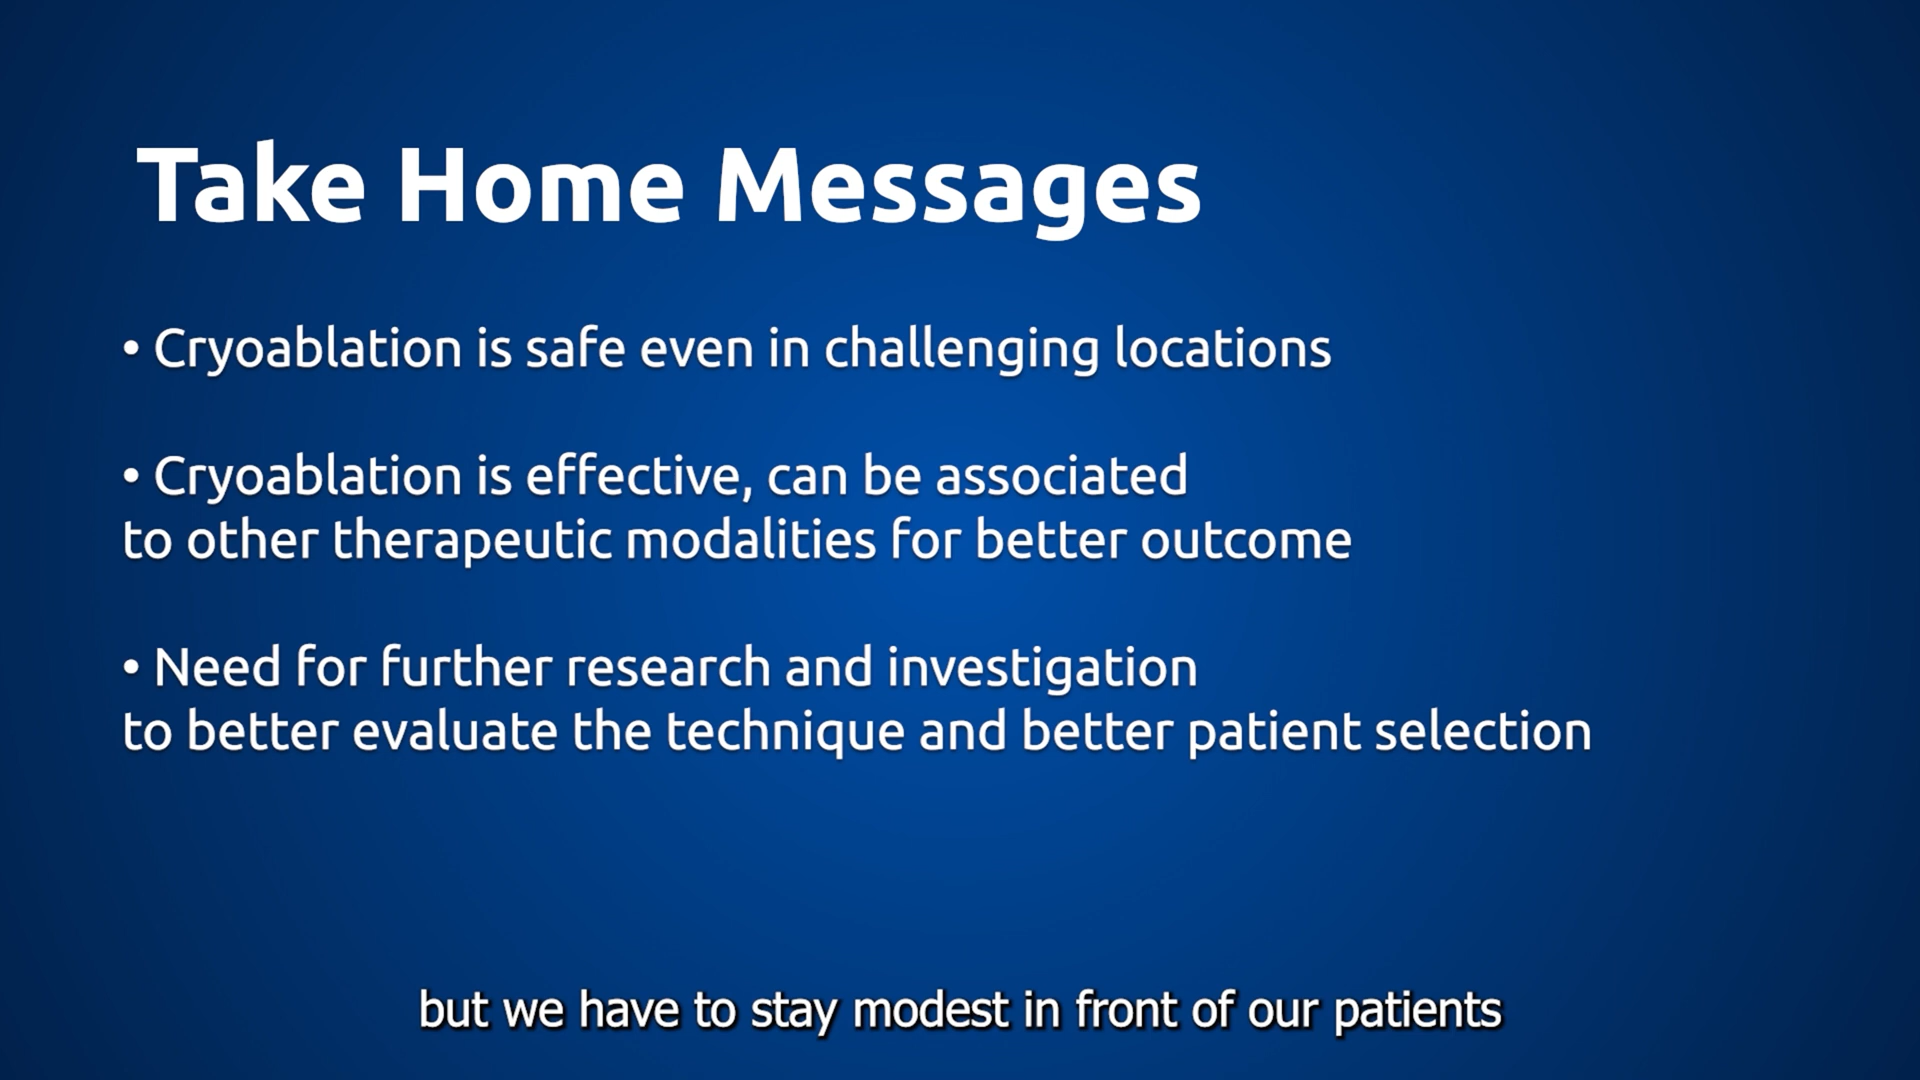 Take Home Messages
• Cryoablation is safe even in challenging locations
• Cryoablation is effective, can be associated
to other therapeutic modalities for better outcome
• Need for further research and investigation
to better evaluate the technique and better patient selection
but we have to stay modest in front of our patients